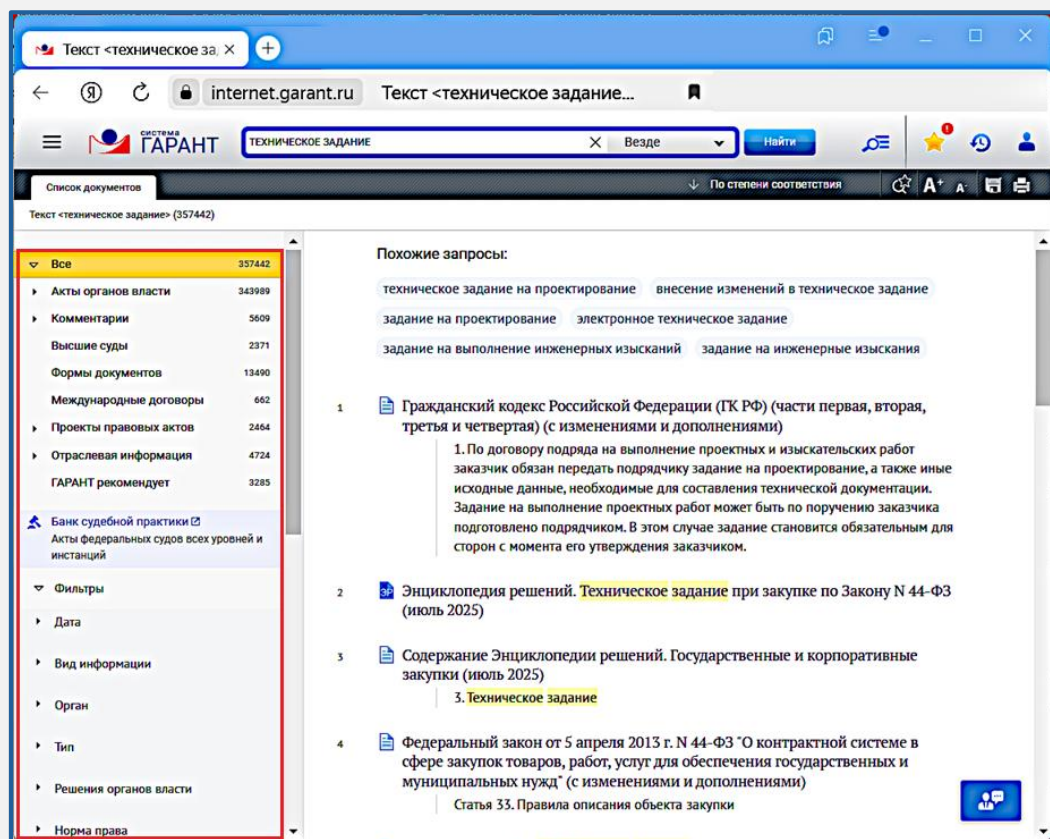 Текст <техническое за,
internet.garant.ru Текст <техническое задание...
система
ГАРАНТ
ТЕХНИЧЕСКОЕ ЗАДАНИЕ Везде Найти
Список документов По степени соответствия A+ A-
Текст <техническое задание> (357442)
Все 357442
Акты органов власти 343989
Комментарии 5609
Высшие суды 2371
Формы документов 13490
Международные договоры 662
Проекты правовых актов 2464
Отраслевая информация 4724
ГАРАНТ рекомендует 3285
Банк судебной практики
Акты федеральных судов всех уровней и
инстанций
Фильтры
Дата
Вид информации
Орган
Тип
Решения органов власти
Норма права
Похожие запросы:
техническое задание на проектирование внесение изменений в техническое задание
задание на проектирование электронное техническое задание
задание на выполнение инженерных изысканий задание на инженерные изыскания
1 Гражданский кодекс Российской Федерации (ГК РФ) (части первая, вторая,
третья и четвертая) (с изменениями и дополнениями)
1. По договору подряда на выполнение проектных и изыскательских работ
заказчик обязан передать подрядчику задание на проектирование, а также иные
исходные данные, необходимые для составления технической документации.
Задание на выполнение проектных работ может быть по поручению заказчика
подготовлено подрядчиком. В этом случае задание становится обязательным для
сторон с момента его утверждения заказчиком.
2 ЭР Энциклопедия решений. Техническое задание при закупке по Закону N 44-ФЗ
(июль 2025)
3 Содержание Энциклопедии решений. Государственные и корпоративные
закупки (июль 2025)
3. Техническое задание
4 Федеральный закон от 5 апреля 2013 г. N 44-ФЗ "О контрактной системе в
сфере закупок товаров, работ, услуг для обеспечения государственных и
муниципальных нужд" (с изменениями и дополнениями)
Статья 33. Правила описания объекта закупки